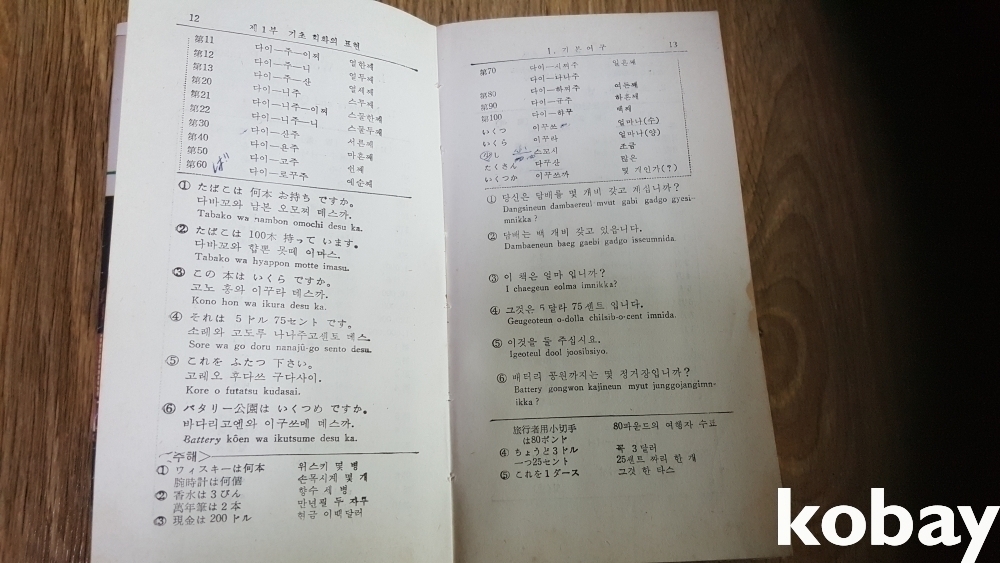 12
제 1 부 기초 회화의 표현
第11 다이—주—이찌 열한째
第12 다이—주—니 열두째
第13 다이—주—산 열세째
第20 다이—니주 스무째
第21 다이—니주—이찌 스물한째
第22 다이—니주—니 스물두째
第30 다이—산주 서른째
第40 다이—욘주 마흔째
第50 다이—고주 쉰째
第60 다이—로꾸주 예순째
① たばこは 何本 お持ち ですか。
다바꼬와 남본 오모찌 데스까.
Tabako wa nambon omochi desu ka.
② たばこは 100本 持って います。
다바꼬와 햡뽄 못떼 이마스.
Tabako wa hyappon motte imasu.
③ この 本は いくら ですか。
고노 홍와 이꾸라 데스까.
Kono hon wa ikura desu ka.
④ それは 5ドル 75セント です。
소레와 고도루 나나주고센토 데스.
Sore wa go doru nanajū-go sento desu.
⑤ これを ふたつ 下さい。
고레오 후다쓰 구다사이.
Kore o futatsu kudasai.
⑥ バタリー公園は いくつめ ですか。
바다리고엔와 이구쓰메 데스까.
Battery kōen wa ikutsume desu ka.
<주해>
① ウィスキーは何本 위스키 몇 병
腕時計は何個 손목시계 몇 개
② 香水は3びん 향수 세 병
萬年筆は2本 만년필 두 자루
③ 現金は200ドル 현금 이백달러
1. 기 본 어 구 13
第70 다이—시찌주 일흔째
다이—나나주
第80 다이—하찌주 여든째
第90 다이—규주 아흔째
第100 다이—햐꾸 백째
いくつ 이꾸쓰 얼마나(수)
いくら 이꾸라 얼마나(양)
少し 스꼬시 조금
たくさん 다꾸산 많은
いくつか 이꾸쓰까 몇 개인가(?)
① 당신은 담배를 몇 개비 갖고 계십니까?
Dangsineun dambaereul myut gabi gadgo gyesi-
mnikka?
② 담배는 백 개비 갖고 있읍니다.
Dambaeneun baeg gaebi gadgo isseumnida.
③ 이 책은 얼마 입니까?
I chaegeun eolma imnikka?
④ 그것은 5달라 75센트 입니다.
Geugeoteun o-dolla chilsib-o-cent imnida.
⑤ 이것을 둘 주십시요.
Igeoteul dool joosibsiyo.
⑥ 배터리 공원까지는 몇 정거장입니까?
Battery gongwon kajineun myut junggojangimn-
ikka?
旅行者用小切手 80파운드의 여행자 수표
は80ポンド
④ ちょうど3ドル 꼭 3달러
一つ25セント 25센트 짜리 한 개
⑤ これを1ダース 그것 한 타스
kobay